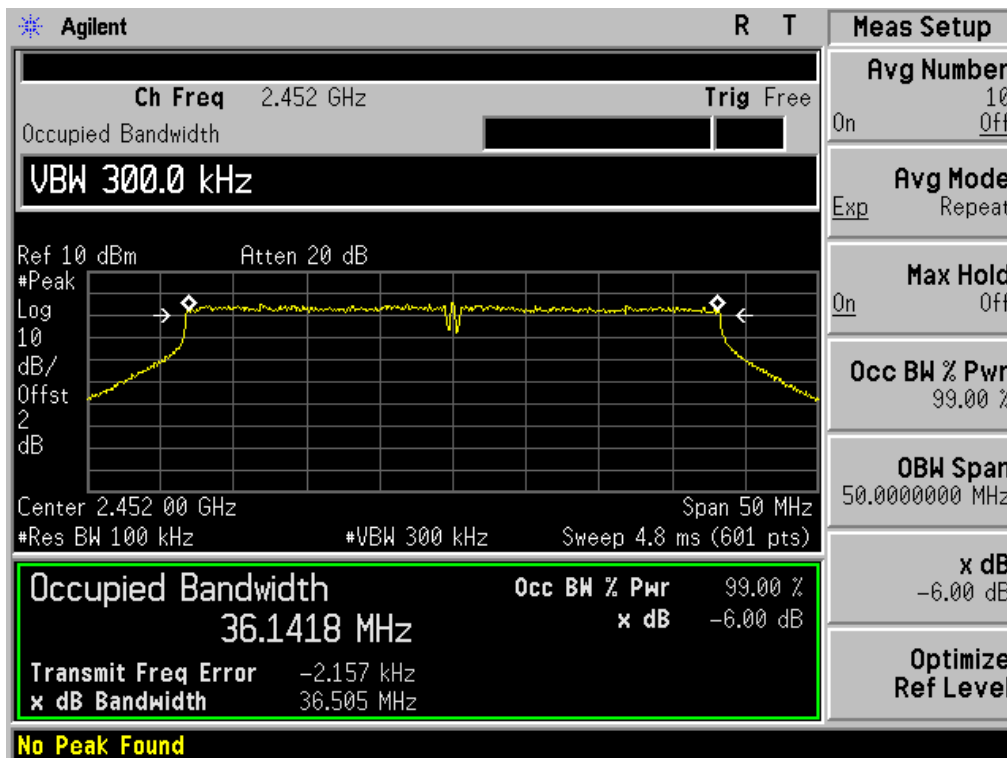 Agilent R T Meas Setup
Ch Freq 2.452 GHz Trig Free
Occupied Bandwidth
VBW 300.0 kHz
Ref 10 dBm Atten 20 dB
#Peak
Log
10
dB/
Offst
2
dB
Center 2.452 00 GHz Span 50 MHz
#Res BW 100 kHz #VBW 300 kHz Sweep 4.8 ms (601 pts)
Occupied Bandwidth Occ BW % Pwr 99.00 %
36.1418 MHz x dB -6.00 dB
Transmit Freq Error -2.157 kHz
x dB Bandwidth 36.505 MHz
No Peak Found
Avg Number
10
On Off
Avg Mode
Exp Repeat
Max Hold
On Off
Occ BW % Pwr
99.00 %
OBW Span
50.0000000 MHz
x dB
-6.00 dB
Optimize
Ref Level